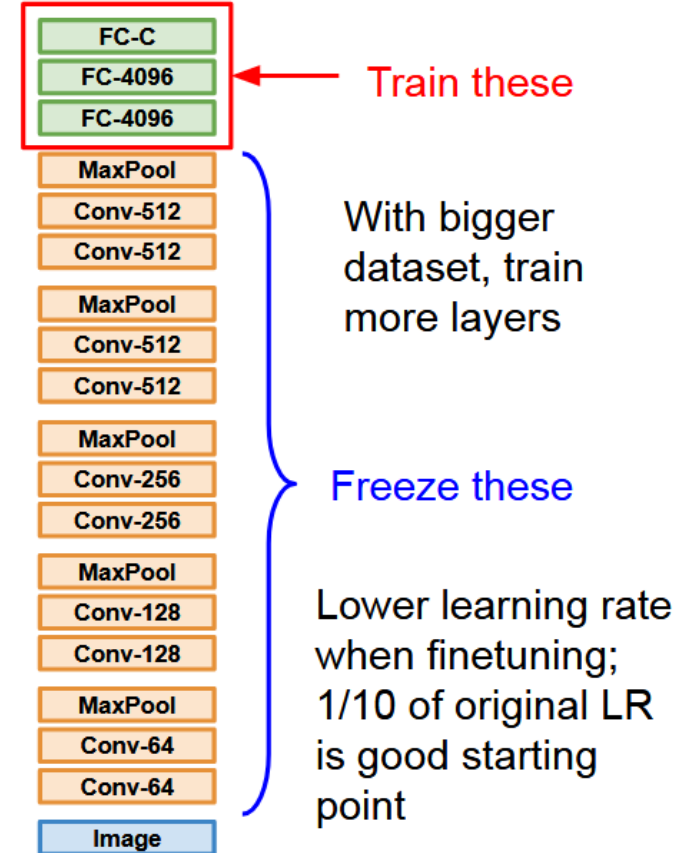 FC-C
FC-4096
FC-4096
Train these
MaxPool
Conv-512
Conv-512
With bigger
dataset, train
more layers
MaxPool
Conv-512
Conv-512
MaxPool
Conv-256
Conv-256
Freeze these
MaxPool
Conv-128
Conv-128
Lower learning rate
when finetuning;
1/10 of original LR
is good starting
point
MaxPool
Conv-64
Conv-64
Image